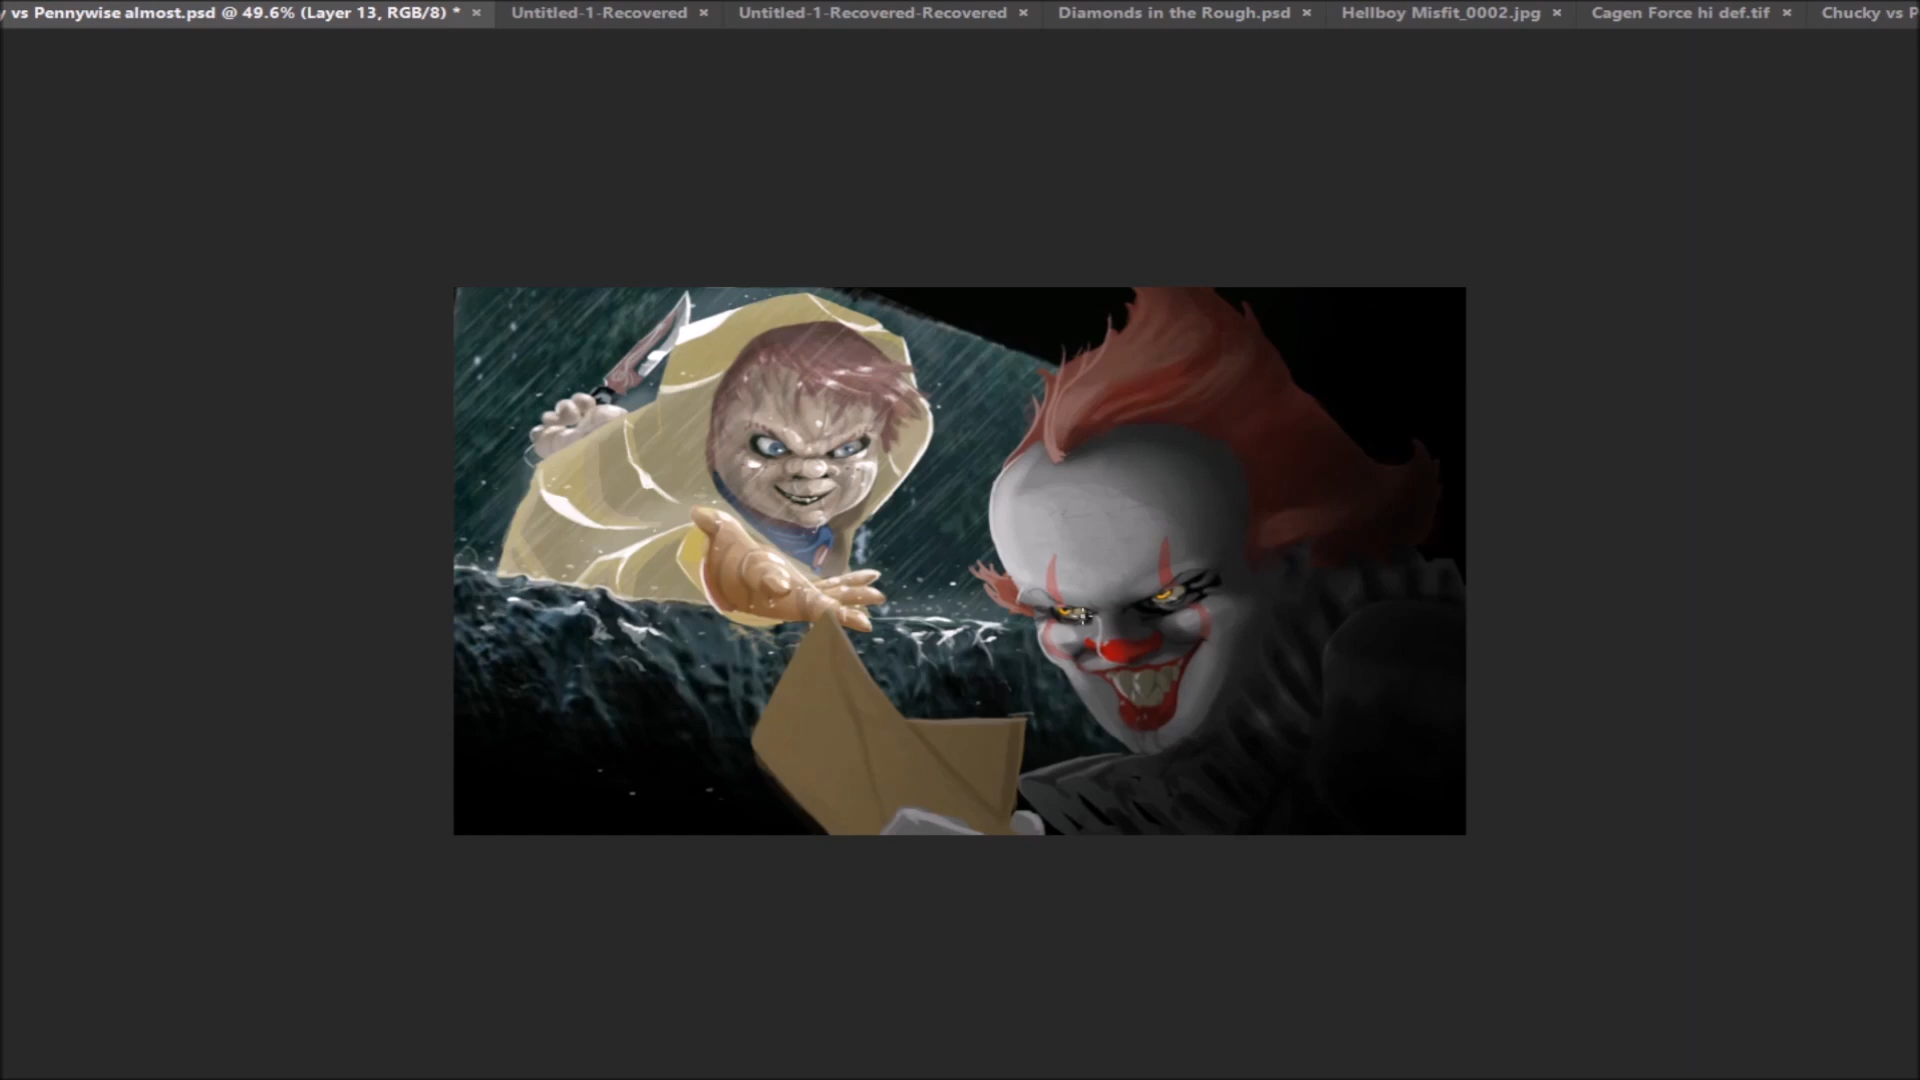 y vs Pennywise almost.psd @ 49.6% (Layer 13, RGB/8) * × Untitled-1-Recovered × Untitled-1-Recovered-Recovered × Diamonds in the Rough.psd × Hellboy Misfit_0002.jpg × Cagen Force hi def.tif × Chucky vs P